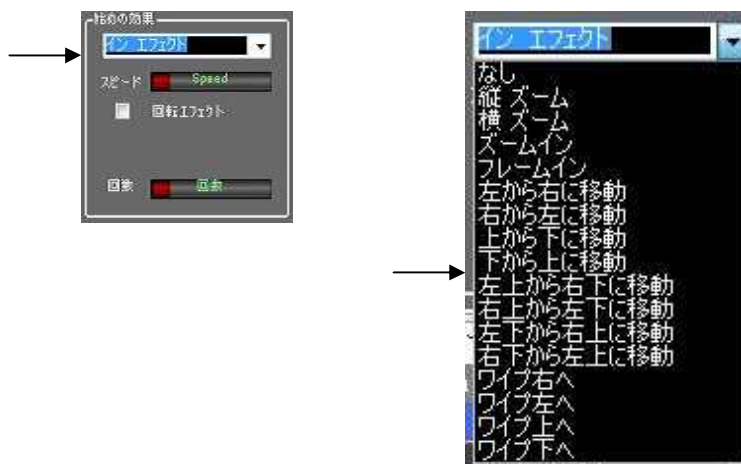 始めの効果
イン エフェクト
スピード Speed
回転エフェクト
回数 回数
イン エフェクト
なし
縦 ズーム
横 ズーム
ズームイン
フレームイン
左から右に移動
右から左に移動
上から下に移動
下から上に移動
左上から右下に移動
右上から左下に移動
左下から右上に移動
右下から左上に移動
ワイプ右へ
ワイプ左へ
ワイプ上へ
ワイプ下へ